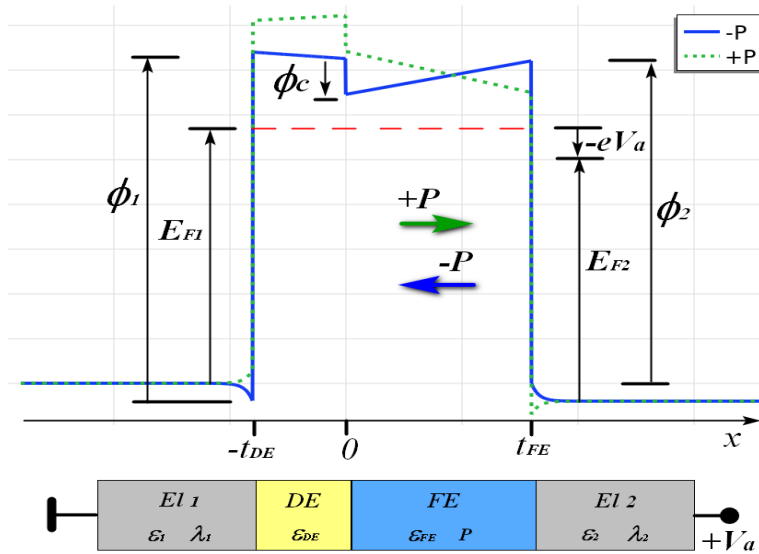 -P
+P
ϕc
-eVa
ϕ1
EF1
+P
ϕ2
-P
EF2
-tDE
0
tFE
x
El 1
DE
FE
El 2
ε1 λ1
εDE
εFE P
ε2 λ2
+Va